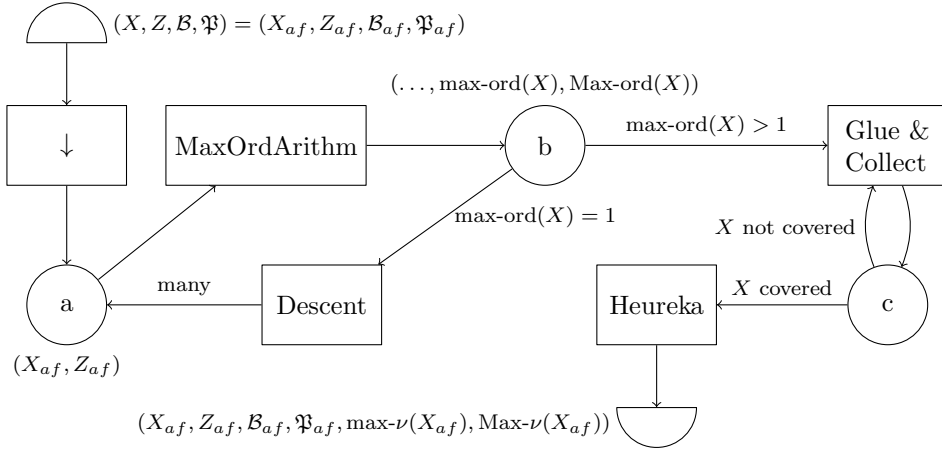 (X, Z, ℬ, 𝔓) = (X_{af}, Z_{af}, ℬ_{af}, 𝔓_{af})
(…, max-ord(X), Max-ord(X))
↓
MaxOrdArithm
b
max-ord(X) > 1
Glue &
Collect
max-ord(X) = 1
X not covered
a
many
Descent
Heureka
X covered
c
(X_{af}, Z_{af})
(X_{af}, Z_{af}, ℬ_{af}, 𝔓_{af}, max-ν(X_{af}), Max-ν(X_{af}))